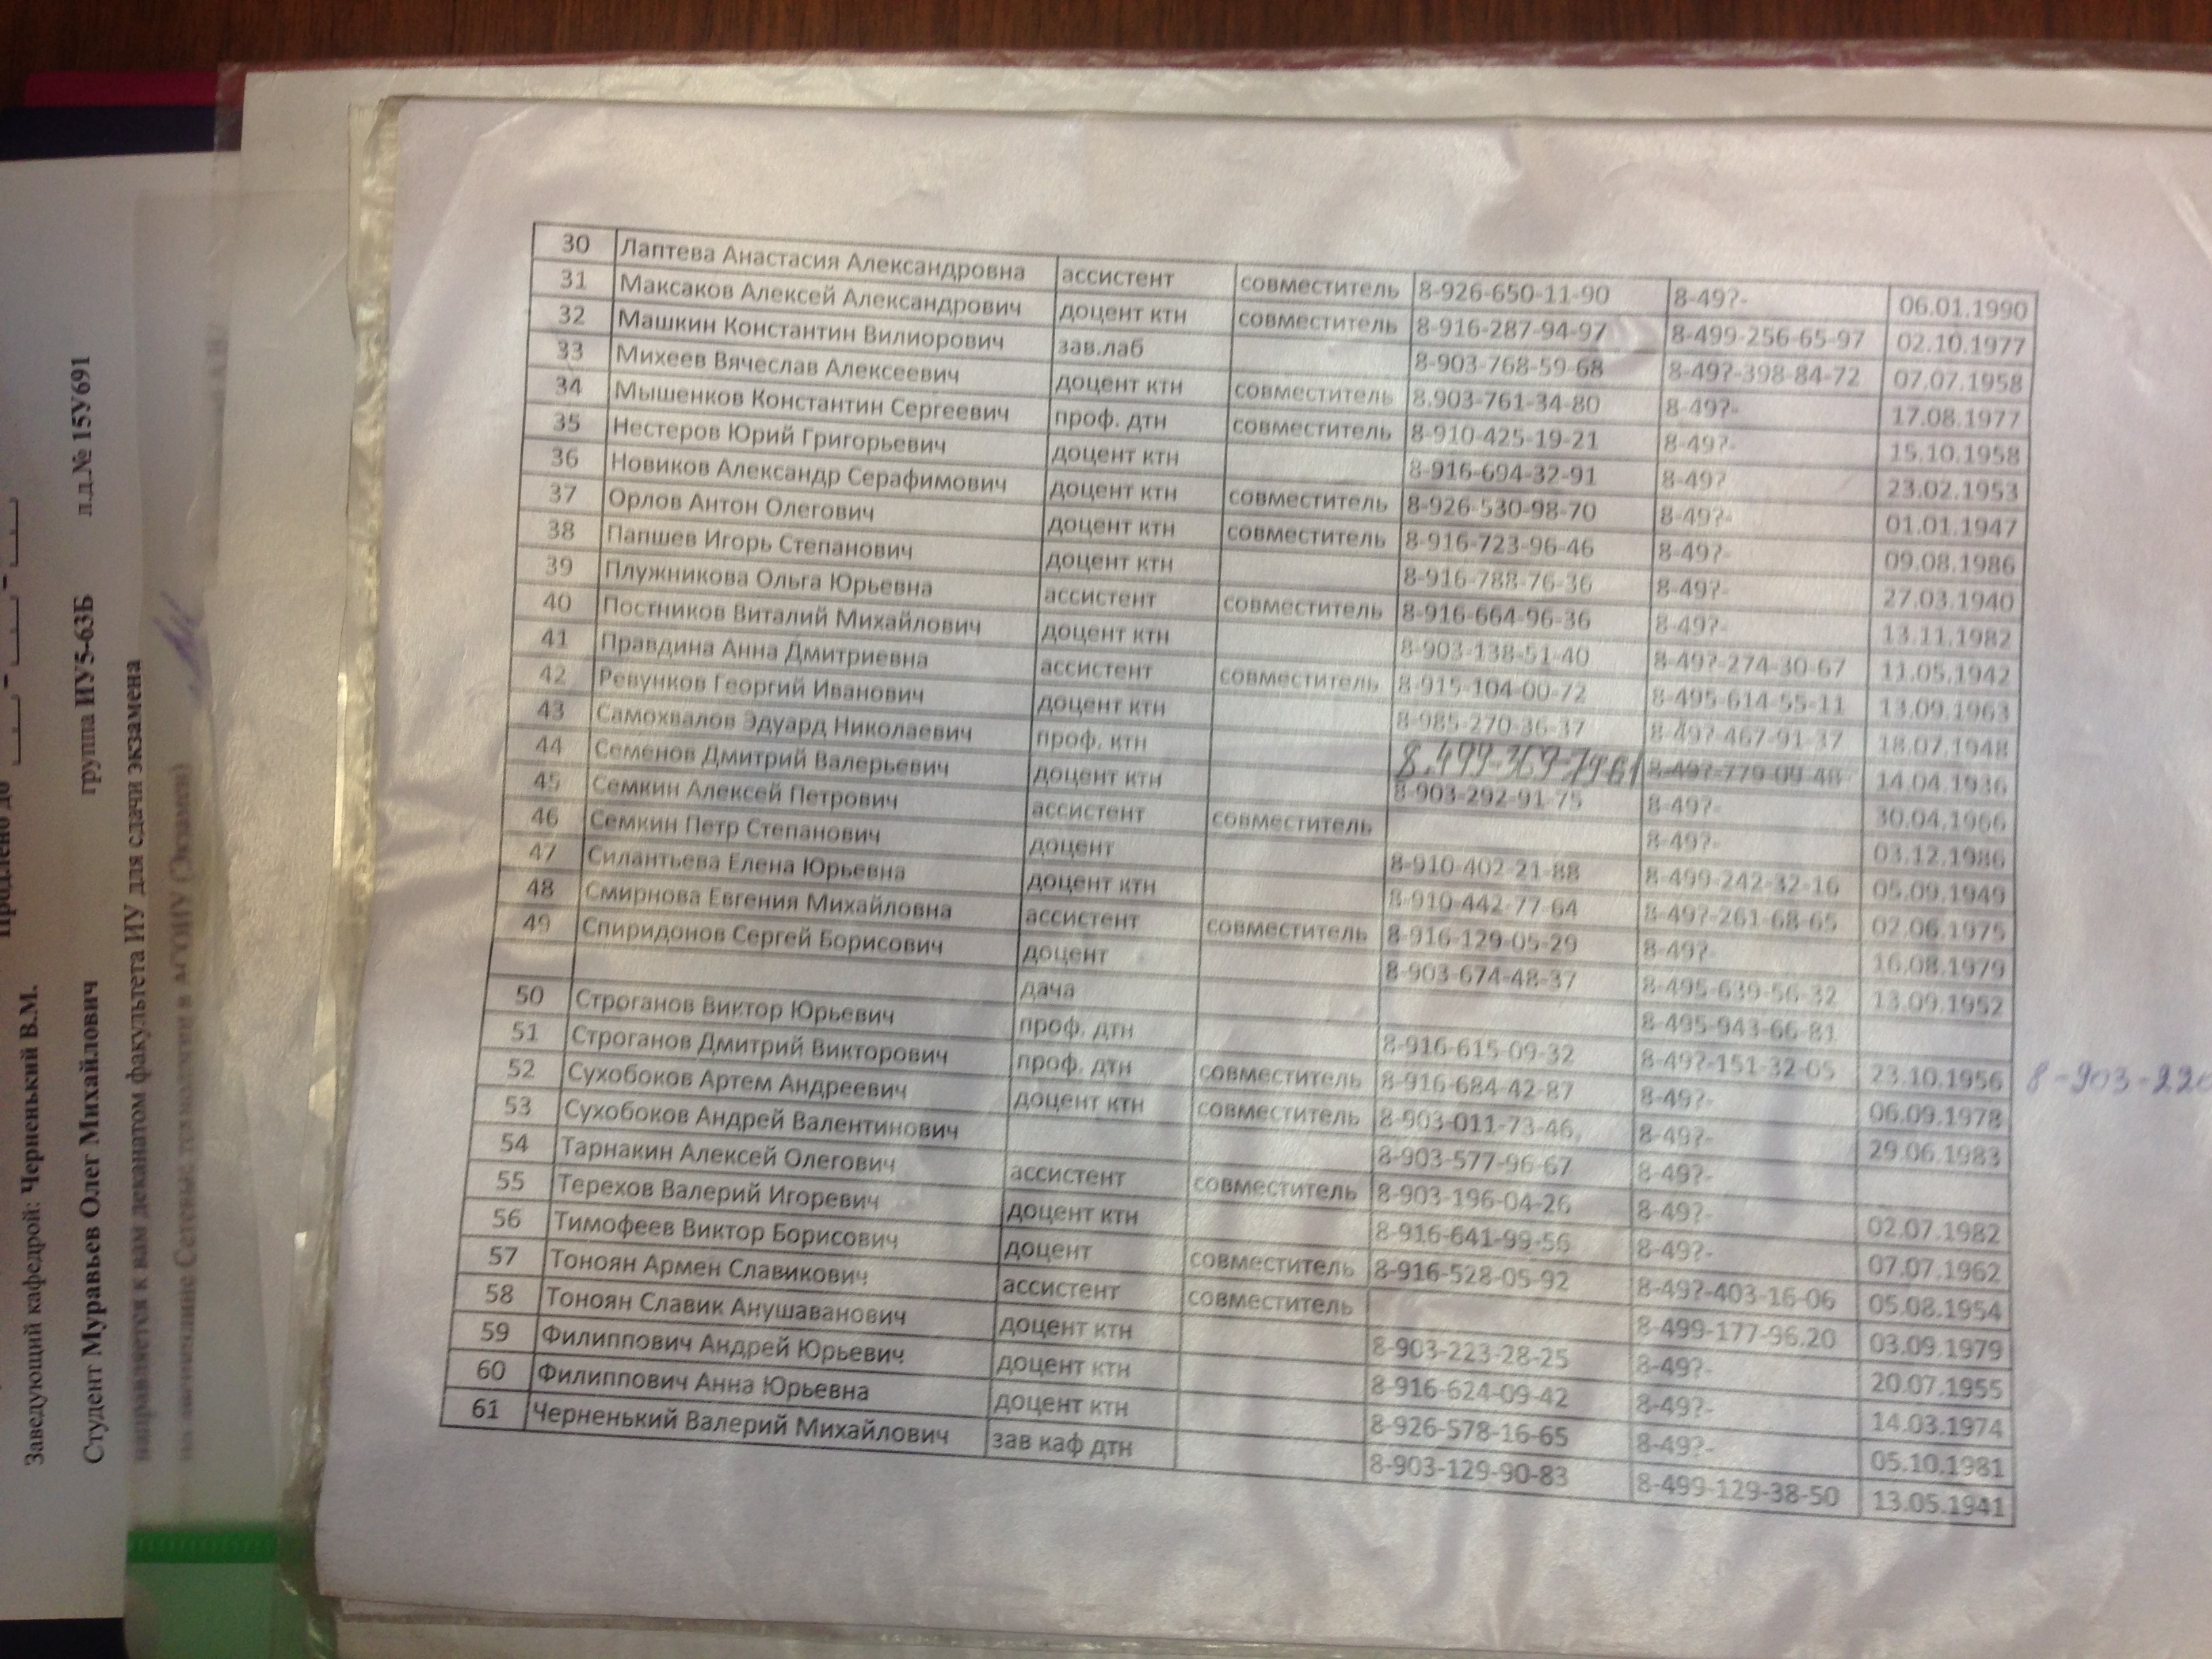 30 Лаптева Анастасия Александровна ассистент совместитель 8-926-650-11-90 8-49?- 06.01.1990
31 Максаков Алексей Александрович доцент ктн совместитель 8-916-287-94-97 8-499-256-65-97 02.10.1977
32 Машкин Константин Вилиорович зав.лаб 8-903-768-59-68 8-49?-398-84-72 07.07.1958
33 Михеев Вячеслав Алексеевич доцент ктн совместитель 8.903-761-34-80 8-49?- 17.08.1977
34 Мышенков Константин Сергеевич проф. дтн совместитель 8-910-425-19-21 8-49?- 15.10.1958
35 Нестеров Юрий Григорьевич доцент ктн 8-916-694-32-91 8-49? 23.02.1953
36 Новиков Александр Серафимович доцент ктн совместитель 8-926-530-98-70 8-49?- 01.01.1947
37 Орлов Антон Олегович доцент ктн совместитель 8-916-723-96-46 8-49?- 09.08.1986
38 Папшев Игорь Степанович доцент ктн 8-916-788-76-36 8-49?- 27.03.1940
39 Плужникова Ольга Юрьевна ассистент совместитель 8-916-664-96-36 8-49?- 13.11.1982
40 Постников Виталий Михайлович доцент ктн 8-903-138-51-40 8-49?-274-30-67 11.05.1942
41 Правдина Анна Дмитриевна ассистент совместитель 8-915-104-00-72 8-495-614-55-11 13.09.1963
42 Ревунков Георгий Иванович доцент ктн 8-985-270-36-37 8-49?-467-91-37 18.07.1948
43 Самохвалов Эдуард Николаевич проф. ктн 8-49?-779-09-48 14.04.1936
44 Семенов Дмитрий Валерьевич доцент ктн 8-903-292-91-75 8-49?- 30.04.1966
45 Семкин Алексей Петрович ассистент совместитель 8-49?- 03.12.1986
46 Семкин Петр Степанович доцент 8-910-402-21-88 8-499-242-32-16 05.09.1949
47 Силантьева Елена Юрьевна доцент ктн 8-910-442-77-64 8-49?-261-68-65 02.06.1975
48 Смирнова Евгения Михайловна ассистент совместитель 8-916-129-05-29 8-49?- 16.08.1979
49 Спиридонов Сергей Борисович доцент 8-903-674-48-37 8-495-639-56-32 13.09.1952
дача 8-495-943-66-81
50 Строганов Виктор Юрьевич проф. дтн 8-916-615-09-32 8-49?-151-32-05 23.10.1956 8-903-22
51 Строганов Дмитрий Викторович проф. дтн совместитель 8-916-684-42-87 8-49?- 06.09.1978
52 Сухобоков Артем Андреевич доцент ктн совместитель 8-903-011-73-46 8-49?- 29.06.1983
53 Сухобоков Андрей Валентинович 8-903-577-96-67 8-49?-
54 Тарнакин Алексей Олегович ассистент совместитель 8-903-196-04-26 8-49?- 02.07.1982
55 Терехов Валерий Игоревич доцент ктн 8-916-641-99-56 8-49?- 07.07.1962
56 Тимофеев Виктор Борисович доцент совместитель 8-916-528-05-92 8-49?-403-16-06 05.08.1954
57 Тоноян Армен Славикович ассистент совместитель 8-499-177-96.20 03.09.1979
58 Тоноян Славик Анушаванович доцент ктн 8-903-223-28-25 8-49?- 20.07.1955
59 Филиппович Андрей Юрьевич доцент ктн 8-916-624-09-42 8-49?- 14.03.1974
60 Филиппович Анна Юрьевна доцент ктн 8-926-578-16-65 8-49?- 05.10.1981
61 Черненький Валерий Михайлович зав каф дтн 8-903-129-90-83 8-499-129-38-50 13.05.1941
Продлено до
Заведующий кафедрой: Черненький В.М.
Студент Муравьев Олег Михайлович группа ИУ5-63Б л.д.№ 15У691
направляется к вам деканатом факультета ИУ для сдачи экзамена
по дисциплине Сетевые технологии в АСОИУ (Экзамен)